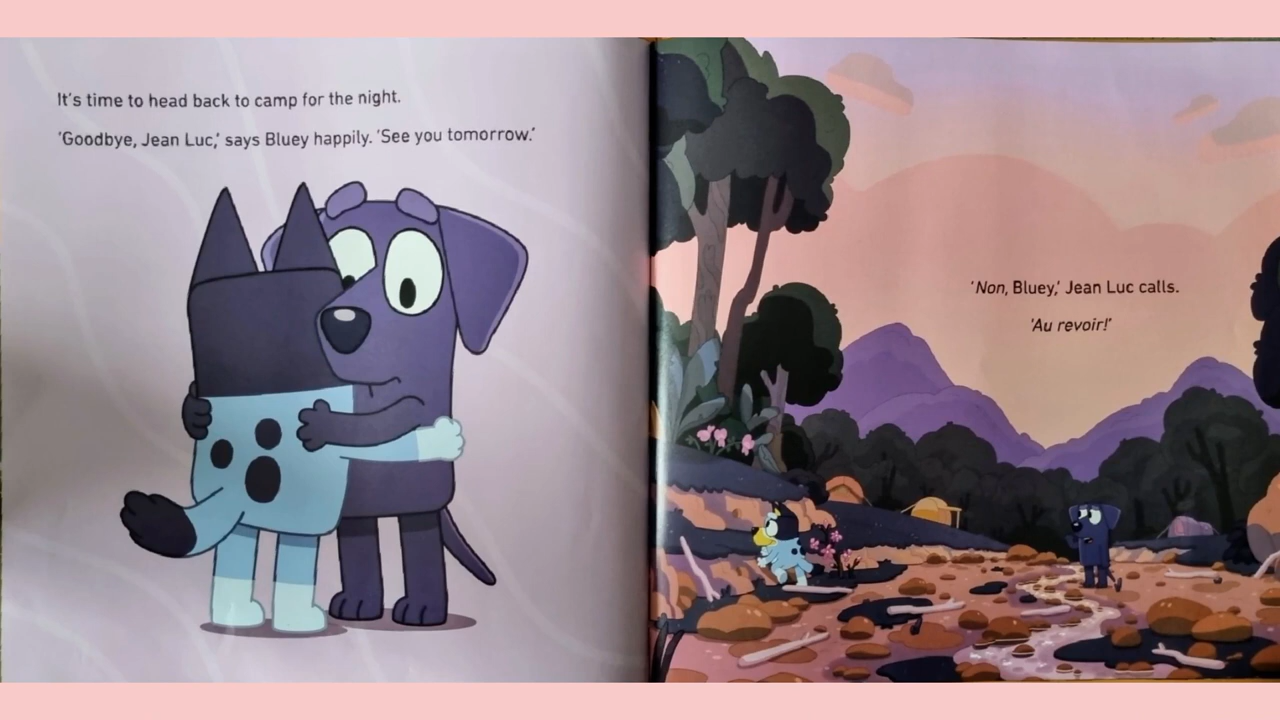 It's time to head back to camp for the night.
'Goodbye, Jean Luc,' says Bluey happily. 'See you tomorrow.'
'Non, Bluey,' Jean Luc calls.
'Au revoir!'